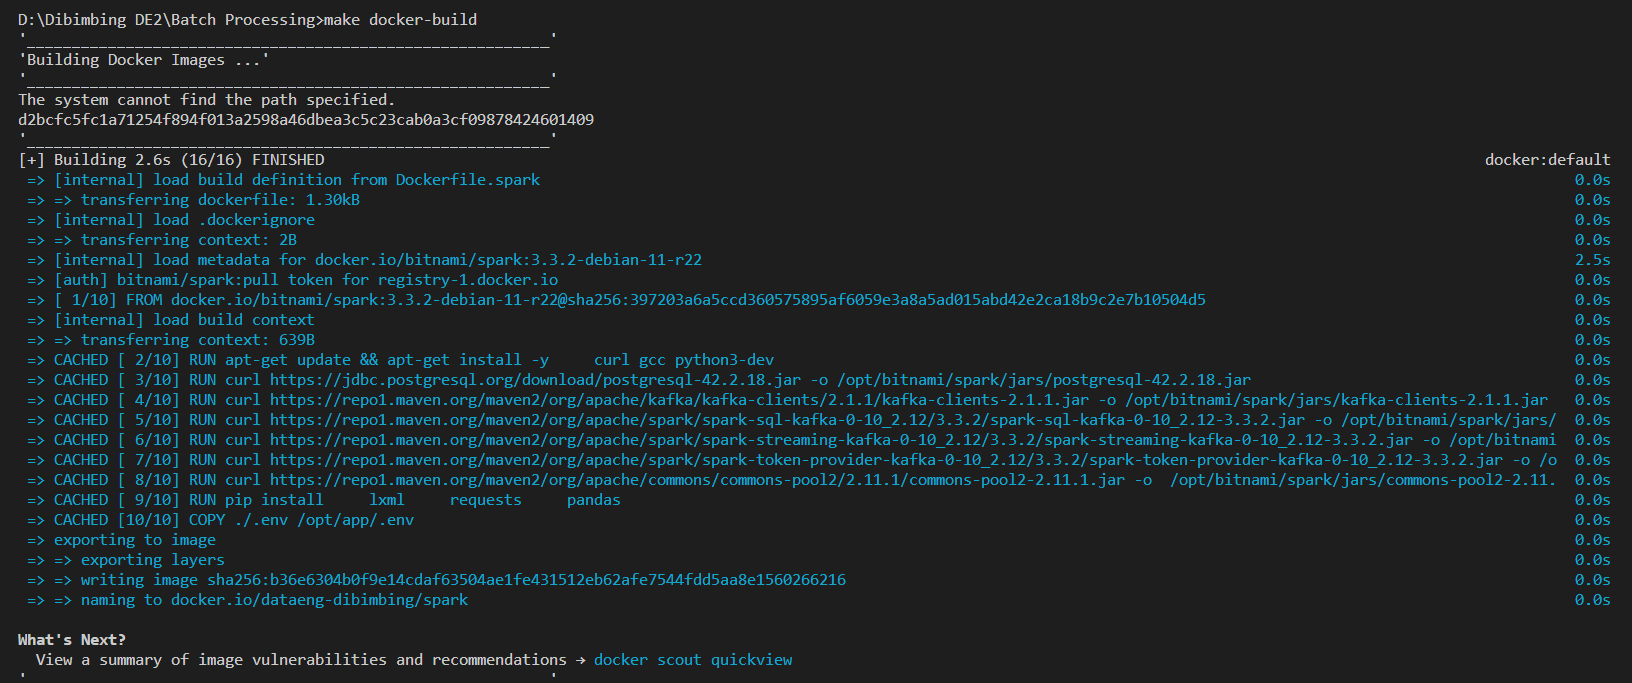 D:\Dibimbing DE2\Batch Processing>make docker-build
'__________________________________________________________'
'Building Docker Images ...'
'__________________________________________________________'
The system cannot find the path specified.
d2bcfc5fc1a71254f894f013a2598a46dbea3c5c23cab0a3cf09878424601409
'__________________________________________________________'
[+] Building 2.6s (16/16) FINISHED docker:default
=> [internal] load build definition from Dockerfile.spark 0.0s
=> => transferring dockerfile: 1.30kB 0.0s
=> [internal] load .dockerignore 0.0s
=> => transferring context: 2B 0.0s
=> [internal] load metadata for docker.io/bitnami/spark:3.3.2-debian-11-r22 2.5s
=> [auth] bitnami/spark:pull token for registry-1.docker.io 0.0s
=> [ 1/10] FROM docker.io/bitnami/spark:3.3.2-debian-11-r22@sha256:397203a6a5ccd360575895af6059e3a8a5ad015abd42e2ca18b9c2e7b10504d5 0.0s
=> [internal] load build context 0.0s
=> => transferring context: 639B 0.0s
=> CACHED [ 2/10] RUN apt-get update && apt-get install -y     curl gcc python3-dev 0.0s
=> CACHED [ 3/10] RUN curl https://jdbc.postgresql.org/download/postgresql-42.2.18.jar -o /opt/bitnami/spark/jars/postgresql-42.2.18.jar 0.0s
=> CACHED [ 4/10] RUN curl https://repo1.maven.org/maven2/org/apache/kafka/kafka-clients/2.1.1/kafka-clients-2.1.1.jar -o /opt/bitnami/spark/jars/kafka-clients-2.1.1.jar 0.0s
=> CACHED [ 5/10] RUN curl https://repo1.maven.org/maven2/org/apache/spark/spark-sql-kafka-0-10_2.12/3.3.2/spark-sql-kafka-0-10_2.12-3.3.2.jar -o /opt/bitnami/spark/jars/ 0.0s
=> CACHED [ 6/10] RUN curl https://repo1.maven.org/maven2/org/apache/spark/spark-streaming-kafka-0-10_2.12/3.3.2/spark-streaming-kafka-0-10_2.12-3.3.2.jar -o /opt/bitnami 0.0s
=> CACHED [ 7/10] RUN curl https://repo1.maven.org/maven2/org/apache/spark/spark-token-provider-kafka-0-10_2.12/3.3.2/spark-token-provider-kafka-0-10_2.12-3.3.2.jar -o /o 0.0s
=> CACHED [ 8/10] RUN curl https://repo1.maven.org/maven2/org/apache/commons/commons-pool2/2.11.1/commons-pool2-2.11.1.jar -o  /opt/bitnami/spark/jars/commons-pool2-2.11. 0.0s
=> CACHED [ 9/10] RUN pip install     lxml     requests     pandas 0.0s
=> CACHED [10/10] COPY ./.env /opt/app/.env 0.0s
=> exporting to image 0.0s
=> => exporting layers 0.0s
=> => writing image sha256:b36e6304b0f9e14cdaf63504ae1fe431512eb62afe7544fdd5aa8e1560266216 0.0s
=> => naming to docker.io/dataeng-dibimbing/spark 0.0s
What's Next?
View a summary of image vulnerabilities and recommendations → docker scout quickview